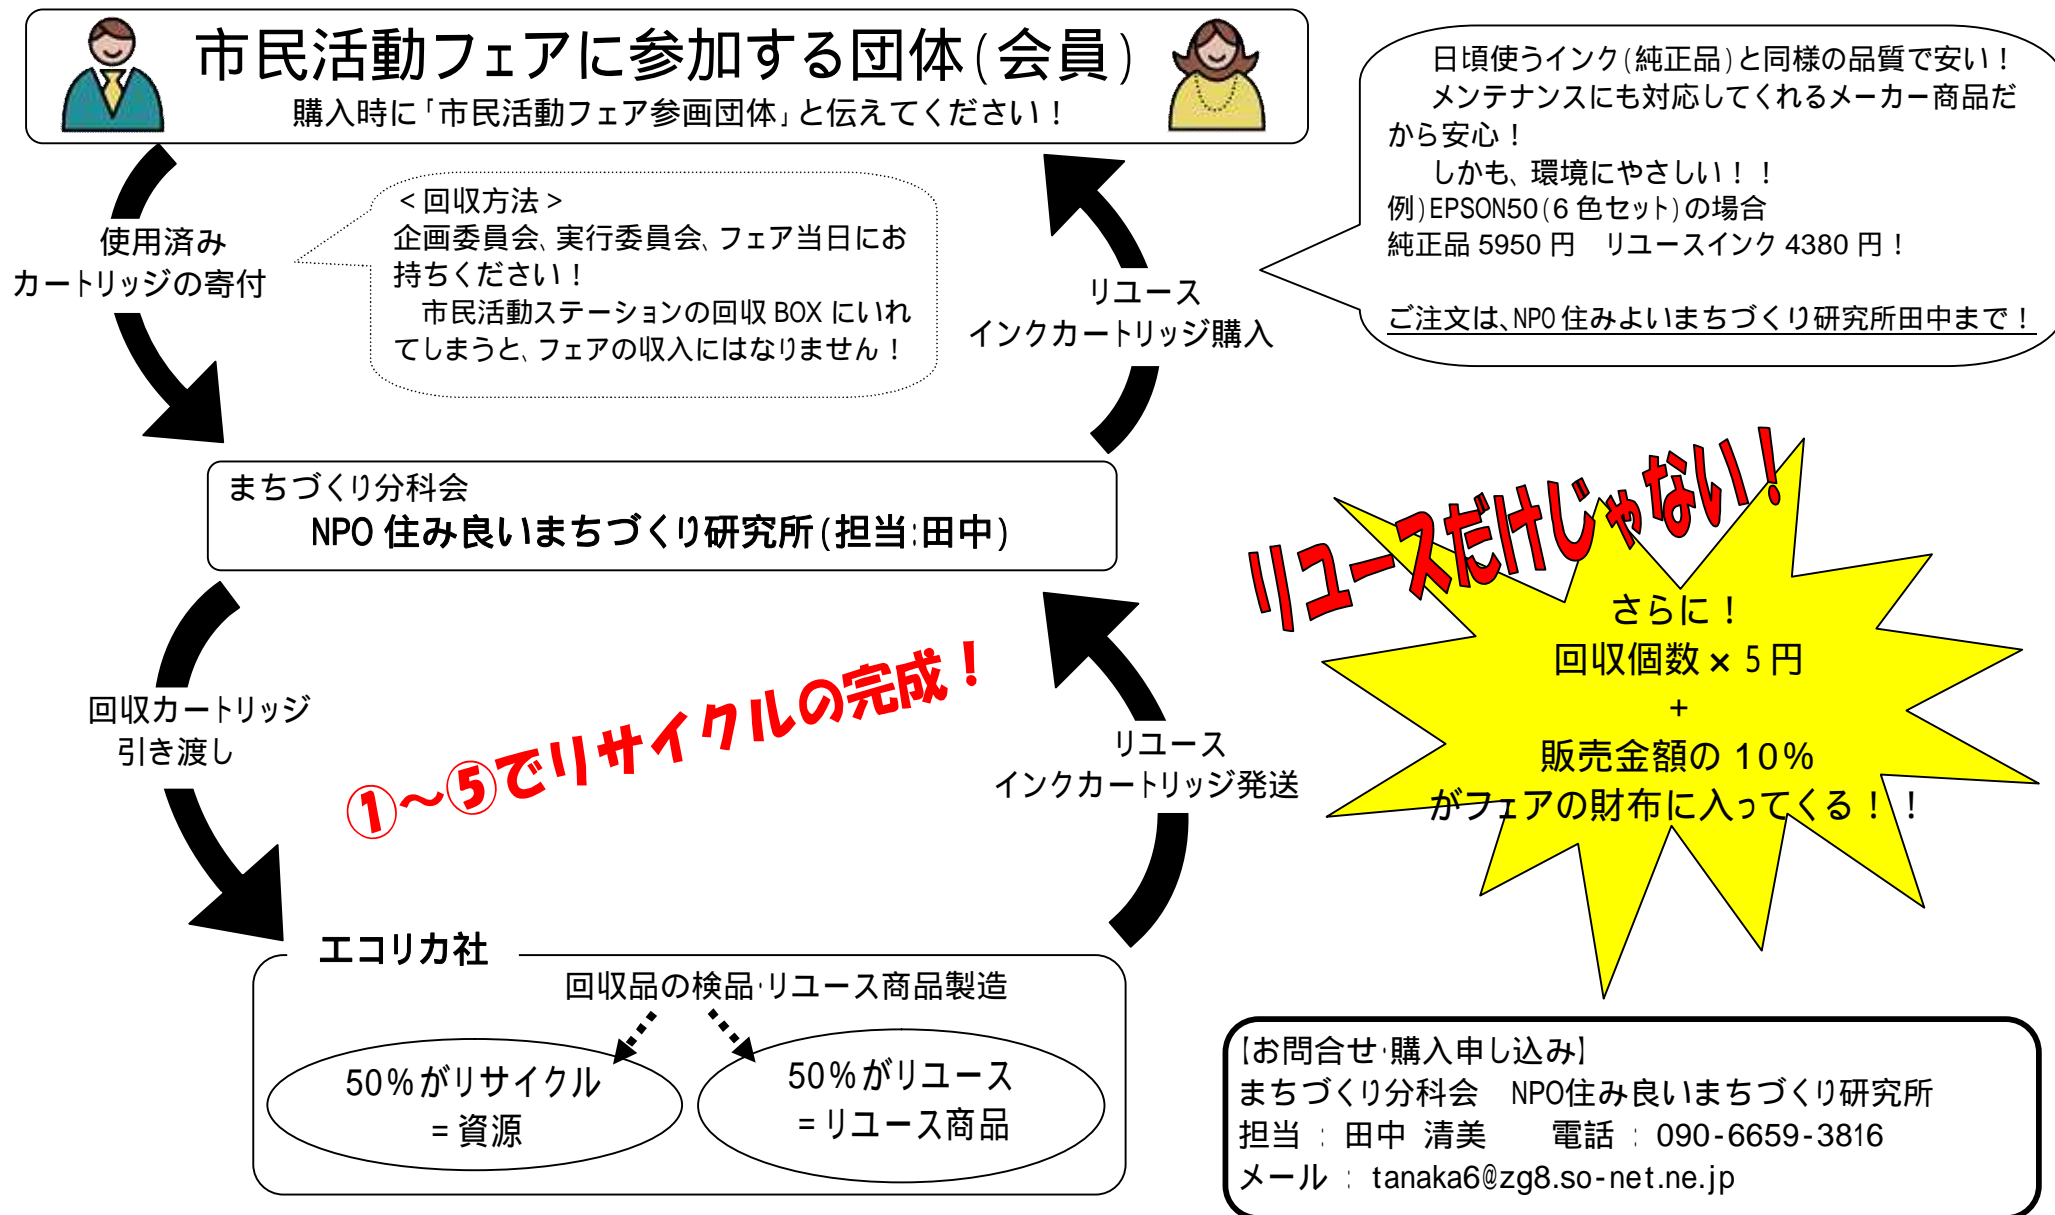 市民活動フェアに参加する団体(会員)
購入時に「市民活動フェア参画団体」と伝えてください!
日頃使うインク(純正品)と同様の品質で安い!
メンテナンスにも対応してくれるメーカー商品だ
から安心!
しかも、環境にやさしい!!
例)EPSON50(6色セット)の場合
純正品 5950 円 リユースインク 4380 円!
ご注文は、NPO 住みよいまちづくり研究所田中まで!
<回収方法>
企画委員会、実行委員会、フェア当日にお
持ちください!
市民活動ステーションの回収 BOX にいれ
てしまうと、フェアの収入にはなりません!
使用済み
カートリッジの寄付
リユース
インクカートリッジ購入
まちづくり分科会
NPO 住み良いまちづくり研究所(担当:田中)
リユースだけじゃない!
さらに!
回収個数×5円
+
販売金額の 10%
がフェアの財布に入ってくる!!
回収カートリッジ
引き渡し
①~⑤でリサイクルの完成!
リユース
インクカートリッジ発送
エコリカ社
回収品の検品・リユース商品製造
50%がリサイクル
=資源
50%がリユース
=リユース商品
【お問合せ・購入申し込み】
まちづくり分科会 NPO住み良いまちづくり研究所
担当 : 田中 清美 電話 : 090-6659-3816
メール : tanaka6@zg8.so-net.ne.jp